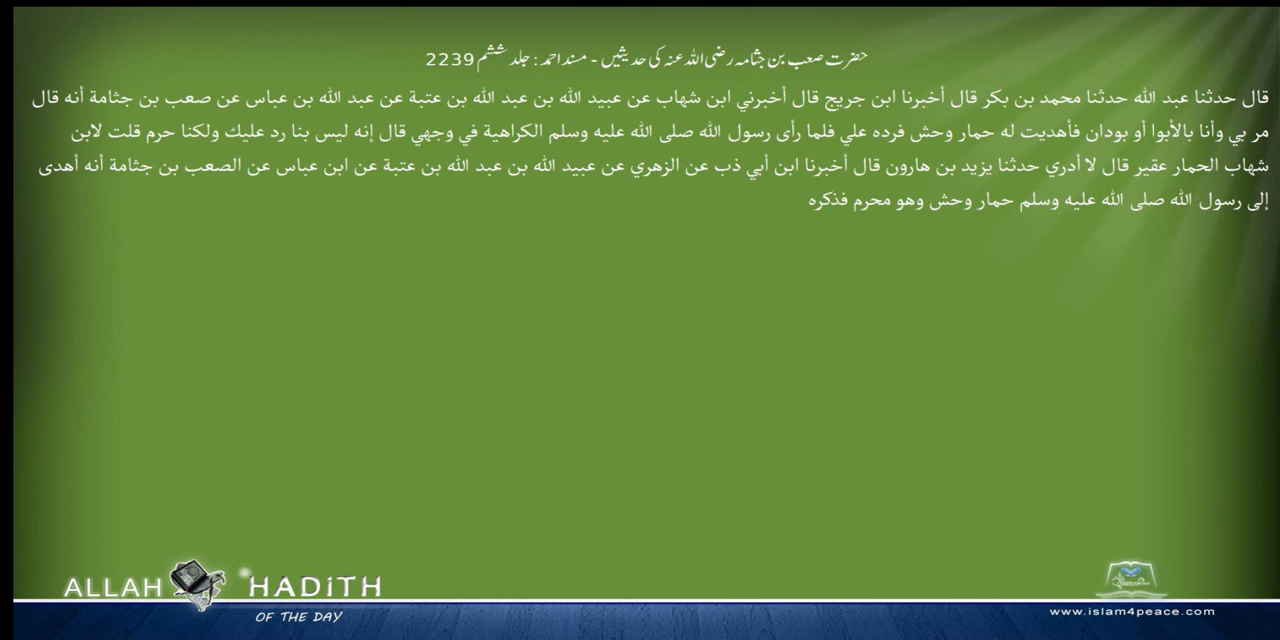 حضرت صعب بن جثامہ رضی اللہ عنہ کی حدیثیں - مسند احمد : جلد ششم 2239
قال حدثنا عبد الله حدثنا محمد بن بكر قال أخبرنا ابن جريج قال أخبرني ابن شهاب عن عبيد الله بن عبد الله بن عتبة عن عبد الله بن عباس عن صعب بن جثامة أنه قال
مر بي وأنا بالأبوا أو بودان فأهديت له حمار وحش فرده علي فلما رأى رسول الله صلى الله عليه وسلم الكراهية في وجهي قال إنه ليس بنا رد عليك ولكنا حرم قلت لابن
شهاب الحمار عقير قال لا أدري حدثنا يزيد بن هارون قال أخبرنا ابن أبي ذب عن الزهري عن عبيد الله بن عبد الله بن عتبة عن ابن عباس عن الصعب بن جثامة أنه أهدى
إلى رسول الله صلى الله عليه وسلم حمار وحش وهو محرم فذكره
ALLAH HADITH
OF THE DAY
www.islam4peace.com